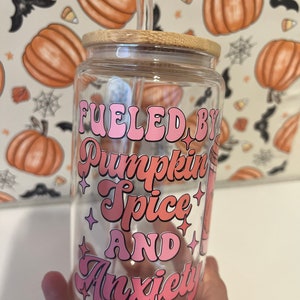 FUELED BY
Pumpkin
Spice
AND
Anxiety